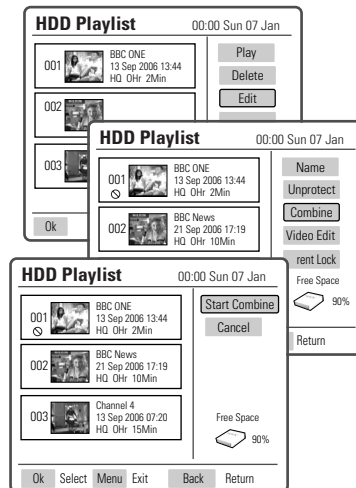 HDD Playlist 00:00 Sun 07 Jan
001
BBC ONE
13 Sep 2006 13:44
HQ 0Hr 2Min
002
003
Play
Delete
Edit
Ok
HDD Playlist 00:00 Sun 07 Jan
001
BBC ONE
13 Sep 2006 13:44
HQ 0Hr 2Min
002
BBC News
21 Sep 2006 17:19
HQ 0Hr 10Min
Name
Unprotect
Combine
Video Edit
rent Lock
Free Space
90%
Return
HDD Playlist 00:00 Sun 07 Jan
001
BBC ONE
13 Sep 2006 13:44
HQ 0Hr 2Min
002
BBC News
21 Sep 2006 17:19
HQ 0Hr 10Min
003
Channel 4
13 Sep 2006 07:20
HQ 0Hr 15Min
Start Combine
Cancel
Free Space
90%
Ok Select Menu Exit Back Return